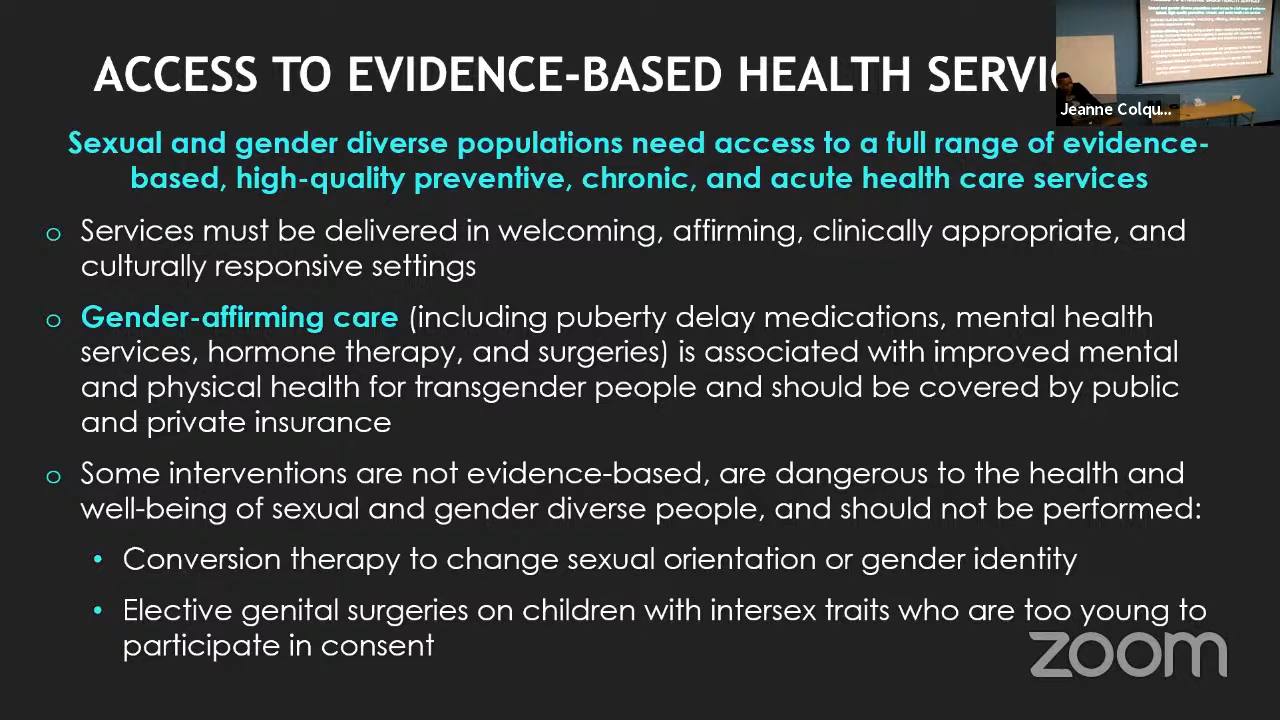 ACCESS TO EVIDENCE-BASED HEALTH
Jeanne Colqu...
Sexual and gender diverse populations need access to a full range of evidence-
based, high-quality preventive, chronic, and acute health care services
o Services must be delivered in welcoming, affirming, clinically appropriate, and
culturally responsive settings
o Gender-affirming care (including puberty delay medications, mental health
services, hormone therapy, and surgeries) is associated with improved mental
and physical health for transgender people and should be covered by public
and private insurance
o Some interventions are not evidence-based, are dangerous to the health and
well-being of sexual and gender diverse people, and should not be performed:
• Conversion therapy to change sexual orientation or gender identity
• Elective genital surgeries on children with intersex traits who are too young to
participate in consent
zoom